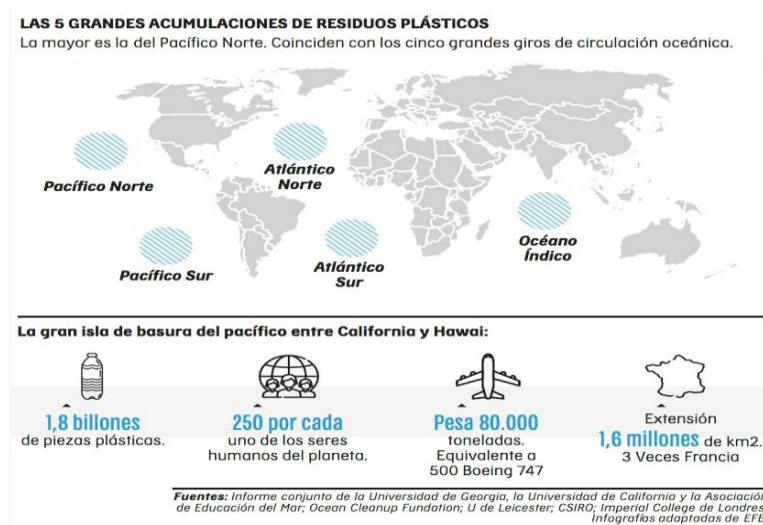 LAS 5 GRANDES ACUMULACIONES DE RESIDUOS PLÁSTICOS
La mayor es la del Pacífico Norte. Coinciden con los cinco grandes giros de circulación oceánica.
Pacífico Norte
Atlántico
Norte
Pacífico Sur
Atlántico
Sur
Océano
Índico
La gran isla de basura del pacífico entre California y Hawai:
1,8 billones
de piezas plásticas.
250 por cada
uno de los seres
humanos del planeta.
Pesa 80.000
toneladas.
Equivalente a
500 Boeing 747
Extensión
1,6 millones de km2.
3 Veces Francia
Fuentes: Informe conjunto de la Universidad de Georgia, la Universidad de California y la Asociación
de Educación del Mar; Ocean Cleanup Fundation; U de Leicester; CSIRO; Imperial College de Londres
Infografías adaptadas de EFE